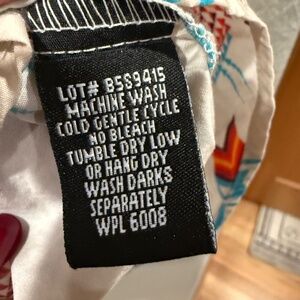 LOT# B5S9415
MACHINE WASH
COLD GENTLE CYCLE
NO BLEACH
TUMBLE DRY LOW
OR HANG DRY
WASH DARKS
SEPARATELY
WPL 6008